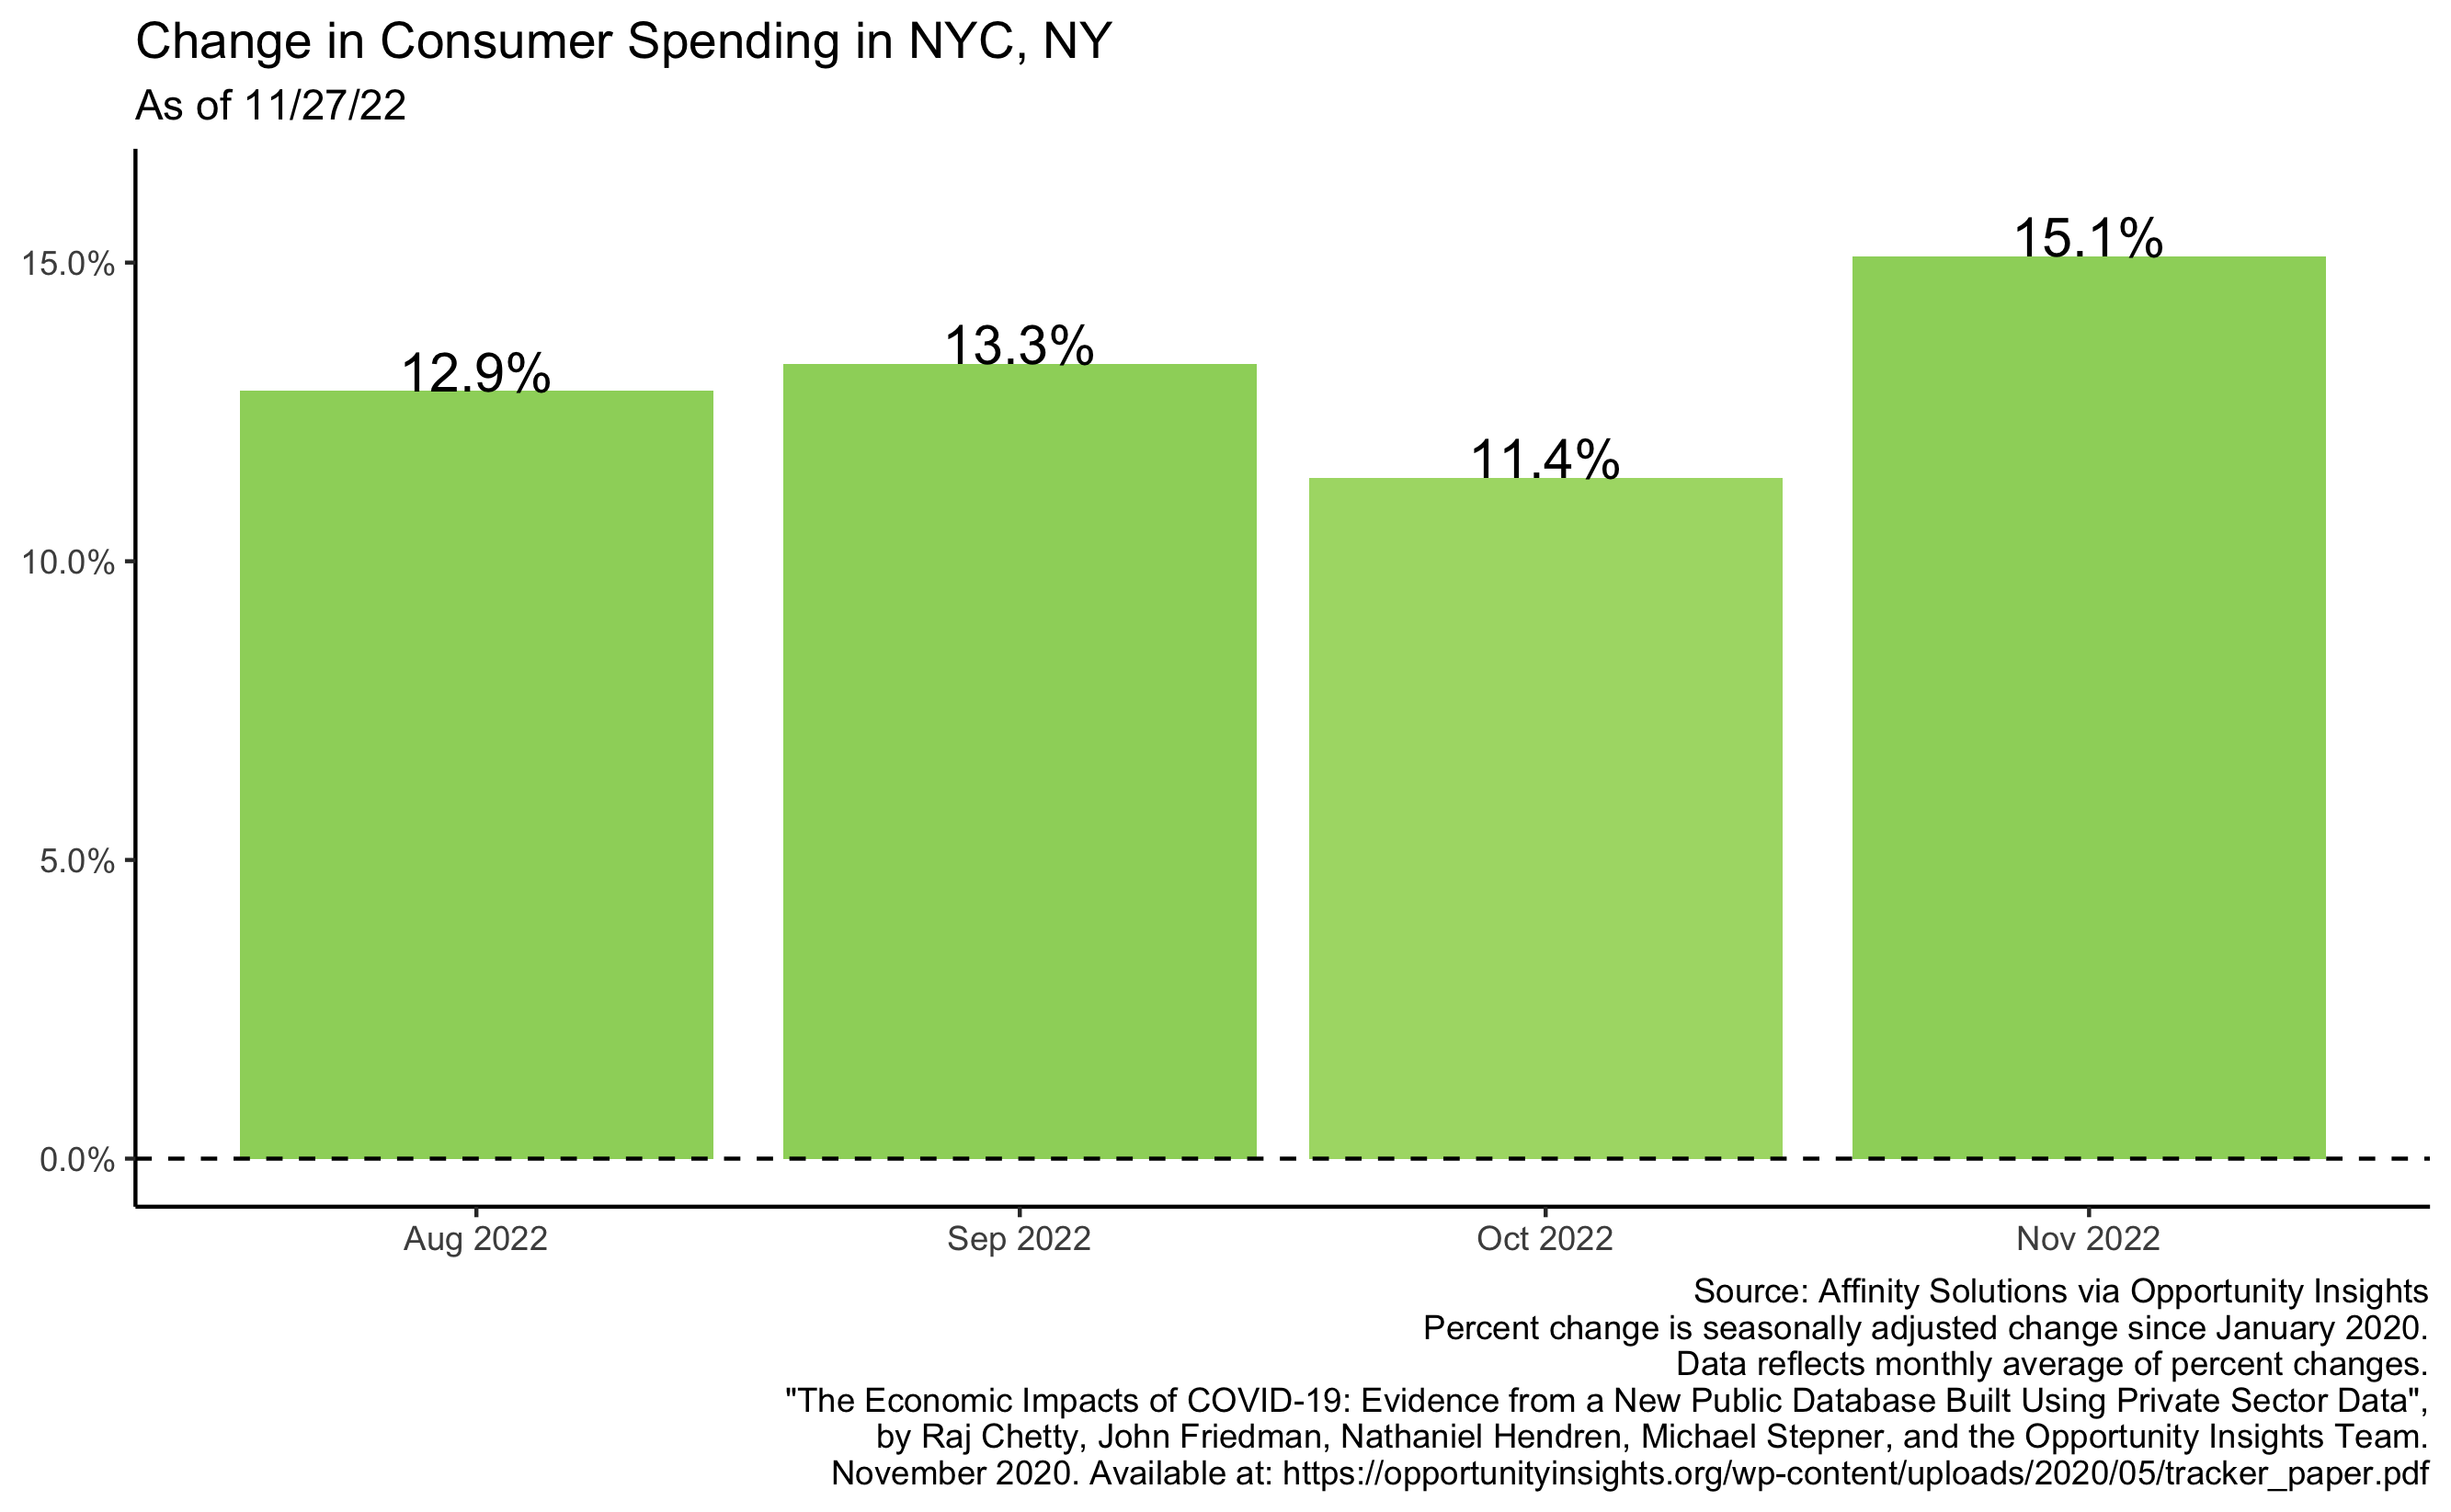 Change in Consumer Spending in NYC, NY
As of 11/27/22
15.0%
10.0%
5.0%
0.0%
12.9%
13.3%
11.4%
15.1%
Aug 2022
Sep 2022
Oct 2022
Nov 2022
Source: Affinity Solutions via Opportunity Insights
Percent change is seasonally adjusted change since January 2020.
Data reflects monthly average of percent changes.
"The Economic Impacts of COVID-19: Evidence from a New Public Database Built Using Private Sector Data",
by Raj Chetty, John Friedman, Nathaniel Hendren, Michael Stepner, and the Opportunity Insights Team.
November 2020. Available at: https://opportunityinsights.org/wp-content/uploads/2020/05/tracker_paper.pdf